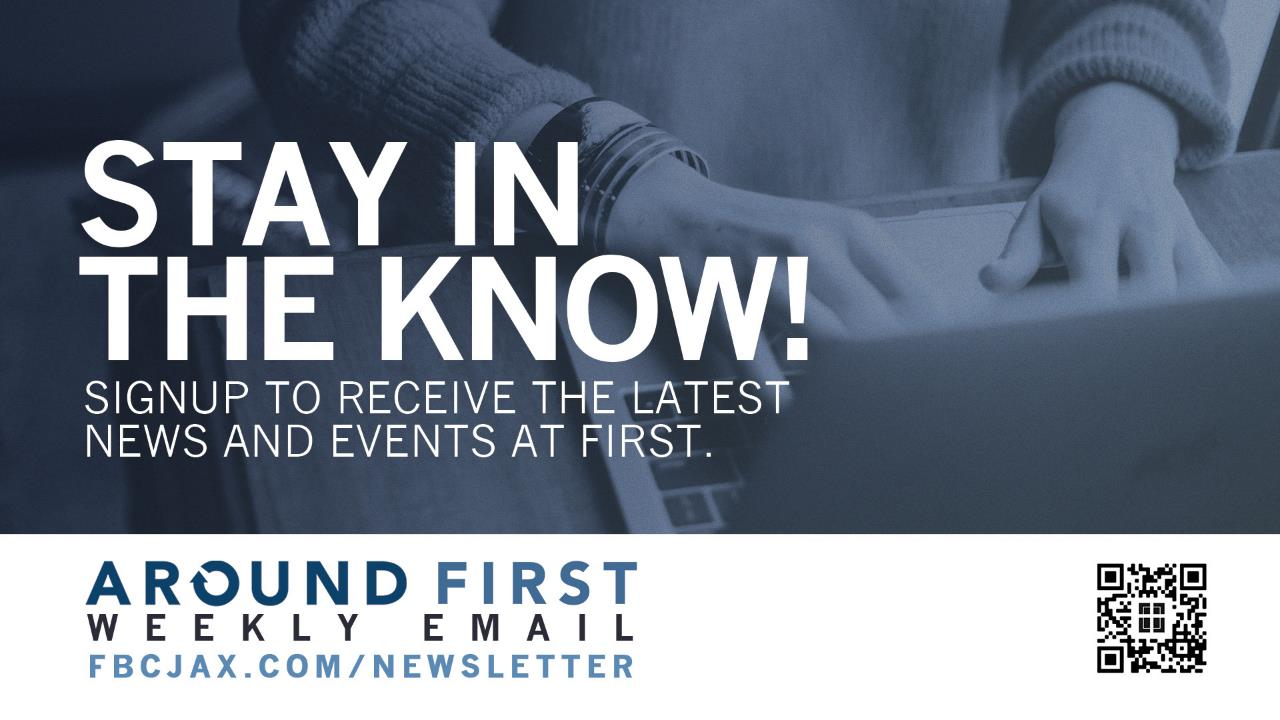 STAY IN
THE KNOW!
SIGNUP TO RECEIVE THE LATEST
NEWS AND EVENTS AT FIRST.
AROUND FIRST
WEEKLY EMAIL
FBCJAX.COM/NEWSLETTER